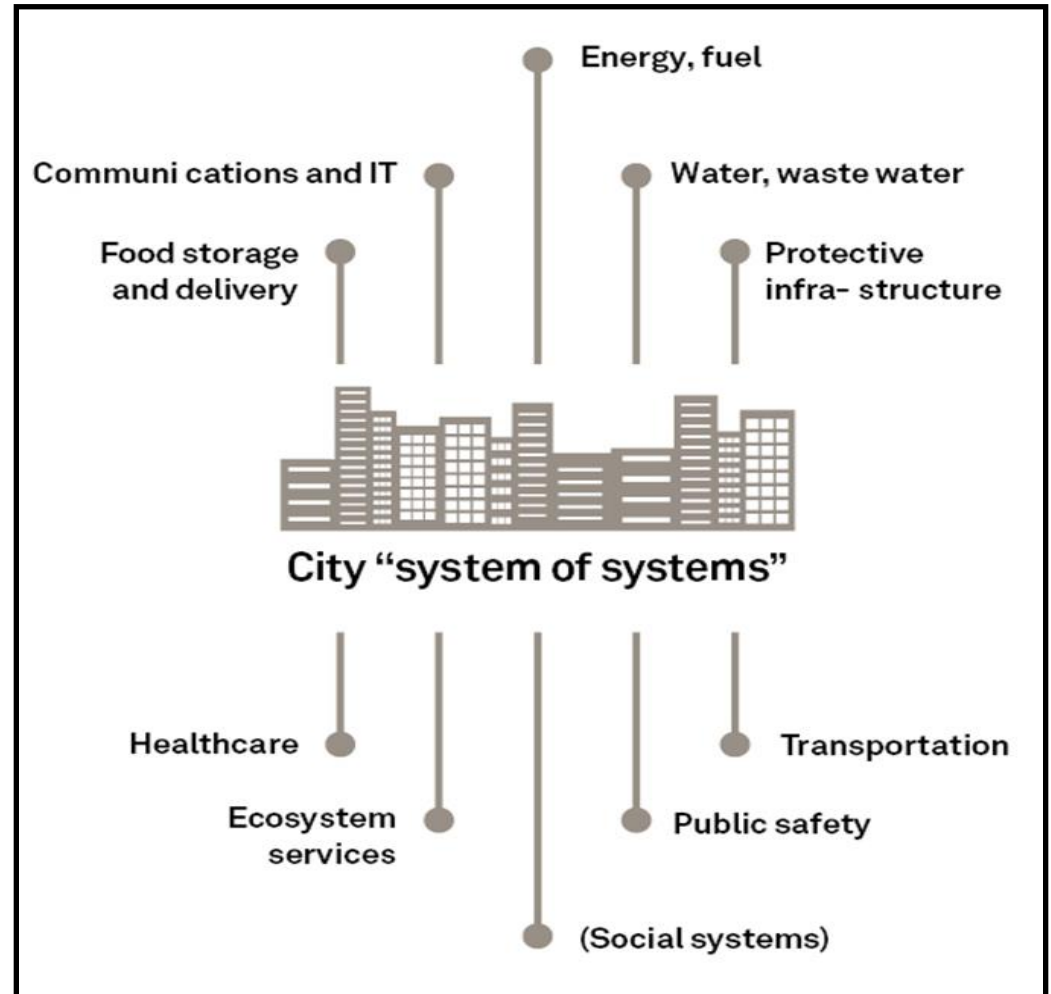 Energy, fuel
Communi cations and IT
Water, waste water
Food storage
and delivery
Protective
infra- structure
City “system of systems”
Healthcare
Transportation
Ecosystem
services
Public safety
(Social systems)